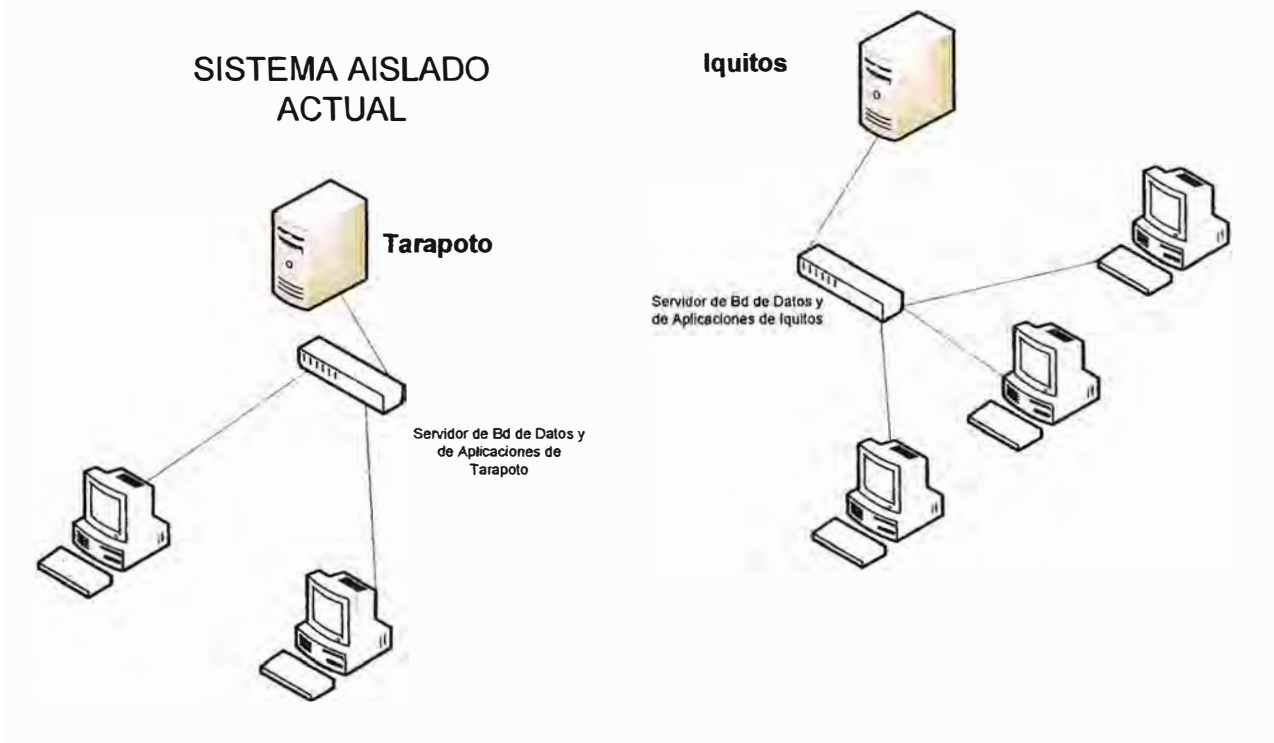 SISTEMA AISLADO
ACTUAL
Tarapoto
Servidor de Bd de Datos y
de Aplicaciones de
Tarapoto
Iquitos
Servidor de Bd de Datos y
de Aplicaciones de Iquitos